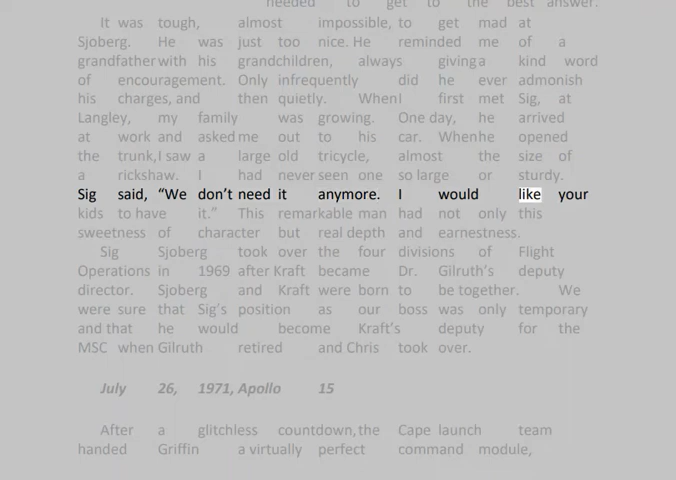 needed to get to the best answer.
It was tough, almost impossible, to get mad at
Sjoberg. He was just too nice. He reminded me of a
grandfather with his grandchildren, always giving a kind word
of encouragement. Only infrequently did he ever admonish
his charges, and then quietly. When I first met Sig, at
Langley, my family was growing. One day, he arrived
at work and asked me out to his car. When he opened
the trunk, I saw a large old tricycle, almost the size of
a rickshaw. I had never seen one so large or sturdy.
Sig said, “We don’t need it anymore. I would like your
kids to have it.” This remarkable man had not only this
sweetness of character but real depth and earnestness.
Sig Sjoberg took over the four divisions of Flight
Operations in 1969 after Kraft became Dr. Gilruth’s deputy
director. Sjoberg and Kraft were born to be together. We
were sure that Sig’s position as our boss was only temporary
and that he would become Kraft’s deputy for the
MSC when Gilruth retired and Chris took over.
July 26, 1971, Apollo 15
After a glitchless countdown, the Cape launch team
handed Griffin a virtually perfect command module,